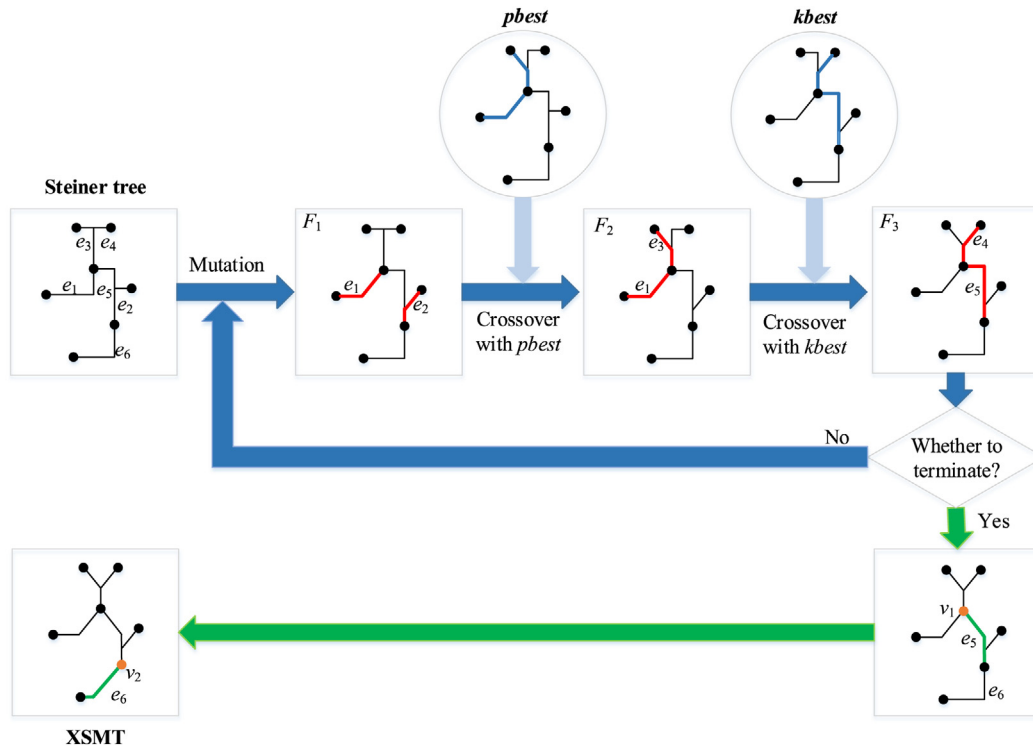 pbest
kbest
Steiner tree
e3 e4
e1 e5
e2
e6
Mutation
F1
e1
e2
Crossover
with pbest
F2
e3
e1
Crossover
with kbest
F3
e4
e5
No
Whether to
terminate?
Yes
v1
e5
e6
v2
e6
XSMT